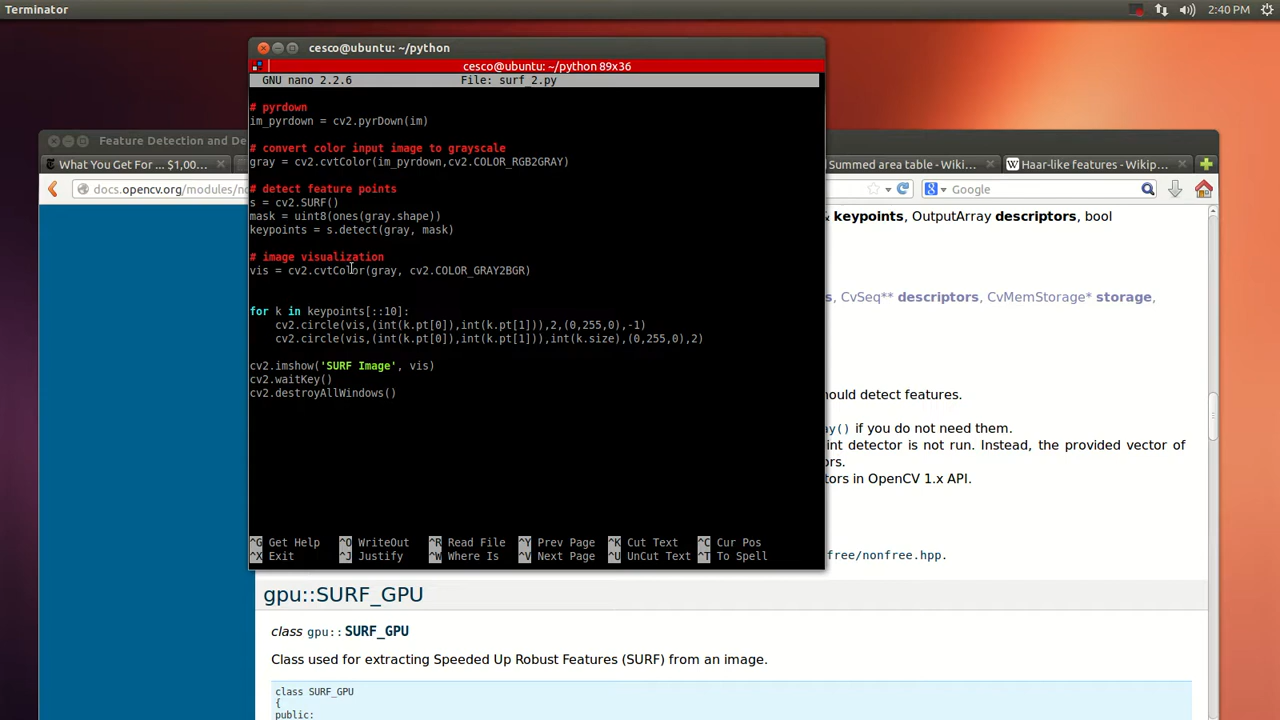 Terminator
2:40 PM
cesco@ubuntu: ~/python
cesco@ubuntu: ~/python 89x36
GNU nano 2.2.6 File: surf_2.py
# pyrdown
im_pyrdown = cv2.pyrDown(im)
# convert color input image to grayscale
gray = cv2.cvtColor(im_pyrdown,cv2.COLOR_RGB2GRAY)
# detect feature points
s = cv2.SURF()
mask = uint8(ones(gray.shape))
keypoints = s.detect(gray, mask)
# image visualization
vis = cv2.cvtColor(gray, cv2.COLOR_GRAY2BGR)
for k in keypoints[::10]:
cv2.circle(vis,(int(k.pt[0]),int(k.pt[1])),2,(0,255,0),-1)
cv2.circle(vis,(int(k.pt[0]),int(k.pt[1])),int(k.size),(0,255,0),2)
cv2.imshow('SURF Image', vis)
cv2.waitKey()
cv2.destroyAllWindows()
^G Get Help ^O WriteOut ^R Read File ^Y Prev Page ^K Cut Text ^C Cur Pos
^X Exit ^J Justify ^W Where Is ^V Next Page ^U UnCut Text ^T To Spell
Feature Detection and De
What You Get For ... $1,00...
Summed area table - Wiki...
Haar-like features - Wikip...
docs.opencv.org/modules/no
Google
& keypoints, OutputArray descriptors, bool
s, CvSeq** descriptors, CvMemStorage* storage,
ould detect features.
ay() if you do not need them.
int detector is not run. Instead, the provided vector of
ors.
tors in OpenCV 1.x API.
free/nonfree.hpp.
gpu::SURF_GPU
class gpu::SURF_GPU
Class used for extracting Speeded Up Robust Features (SURF) from an image.
class SURF_GPU
{
public: